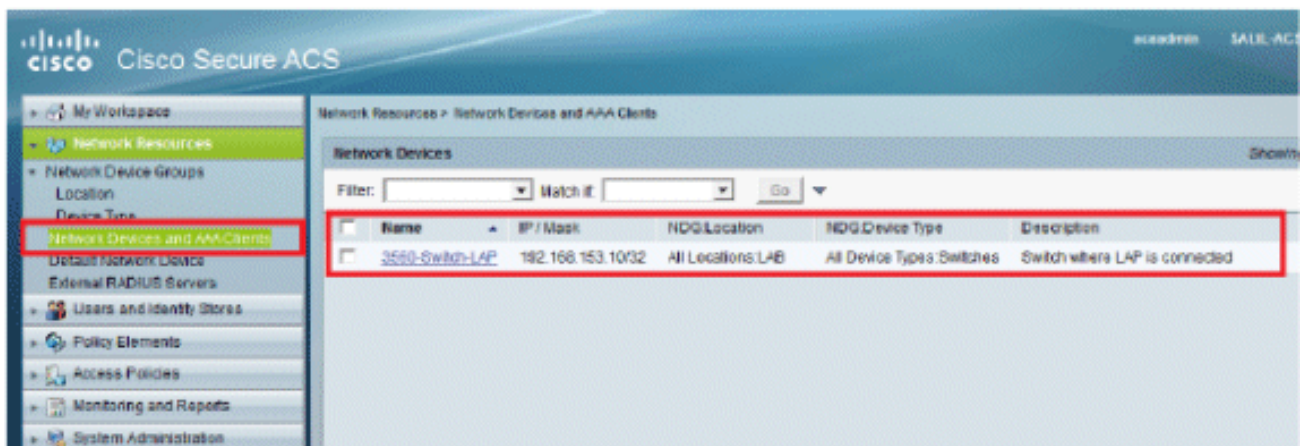 CISCO Cisco Secure ACS
acsadmin SALIL-ACS
My Workspace
Network Resources
Network Device Groups
Location
Device Type
Network Devices and AAA Clients
Default Network Device
External RADIUS Servers
Users and Identity Stores
Policy Elements
Access Policies
Monitoring and Reports
System Administration
Network Resources > Network Devices and AAA Clients
Network Devices Showing
Filter: Match if: Go
Name IP / Mask NDG:Location NDG:Device Type Description
3560-Switch-LAP 192.168.153.10/32 All Locations:LAB All Device Types:Switches Switch where LAP is connected